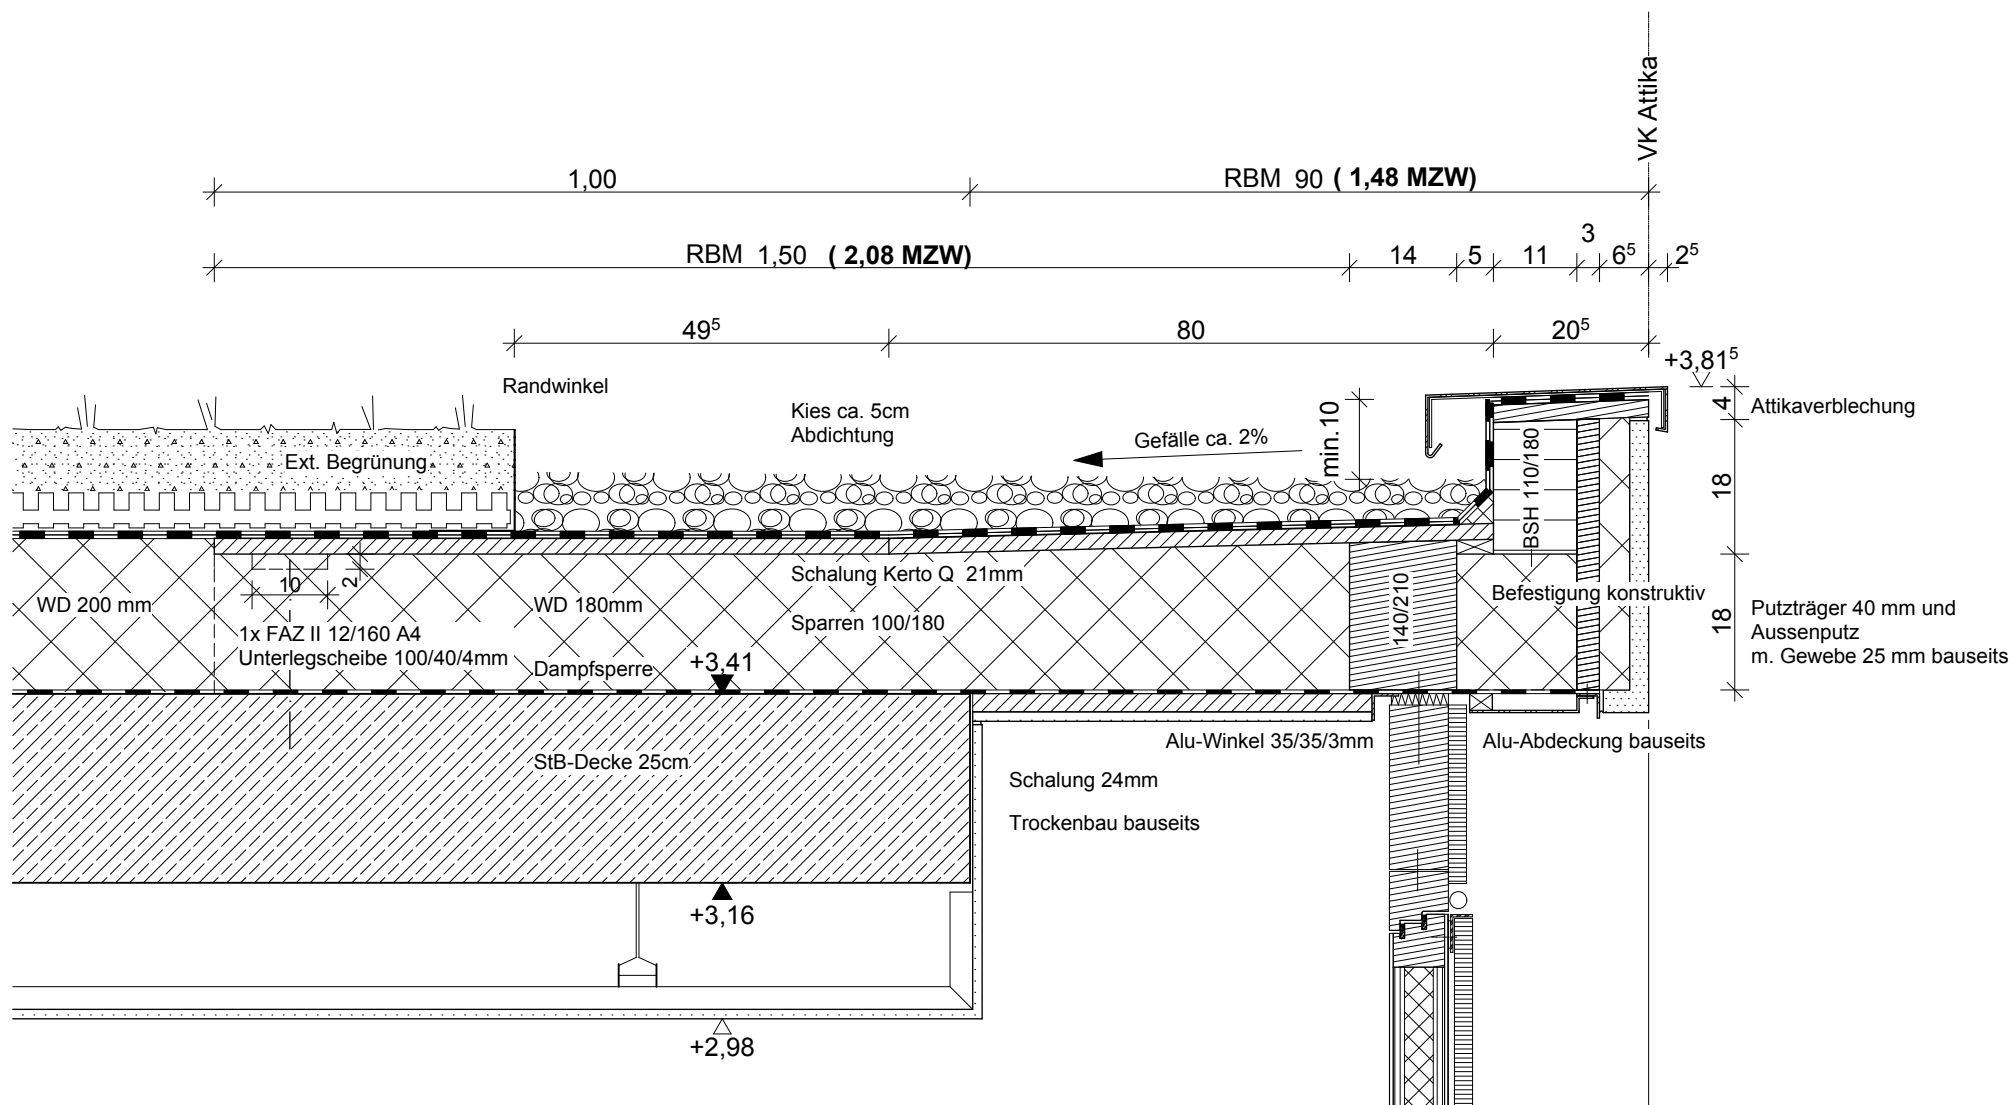 VK Attika
1,00
RBM 90 ( 1,48 MZW)
RBM 1,50 ( 2,08 MZW)
14
5
11
3
6⁵
2⁵
49⁵
80
20⁵
+3,81⁵
Randwinkel
Kies ca. 5cm
Abdichtung
Gefälle ca. 2%
min.10
4
Attikaverblechung
Ext. Begrünung
BSH 110/180
18
10
2
Schalung Kerto Q 21mm
WD 200 mm
WD 180mm
Sparren 100/180
140/210
Befestigung konstruktiv
18
Putzträger 40 mm und
Aussenputz
m. Gewebe 25 mm bauseits
1x FAZ II 12/160 A4
Unterlegscheibe 100/40/4mm
Dampfsperre
+3,41
StB-Decke 25cm
Alu-Winkel 35/35/3mm
Alu-Abdeckung bauseits
Schalung 24mm
Trockenbau bauseits
+3,16
+2,98